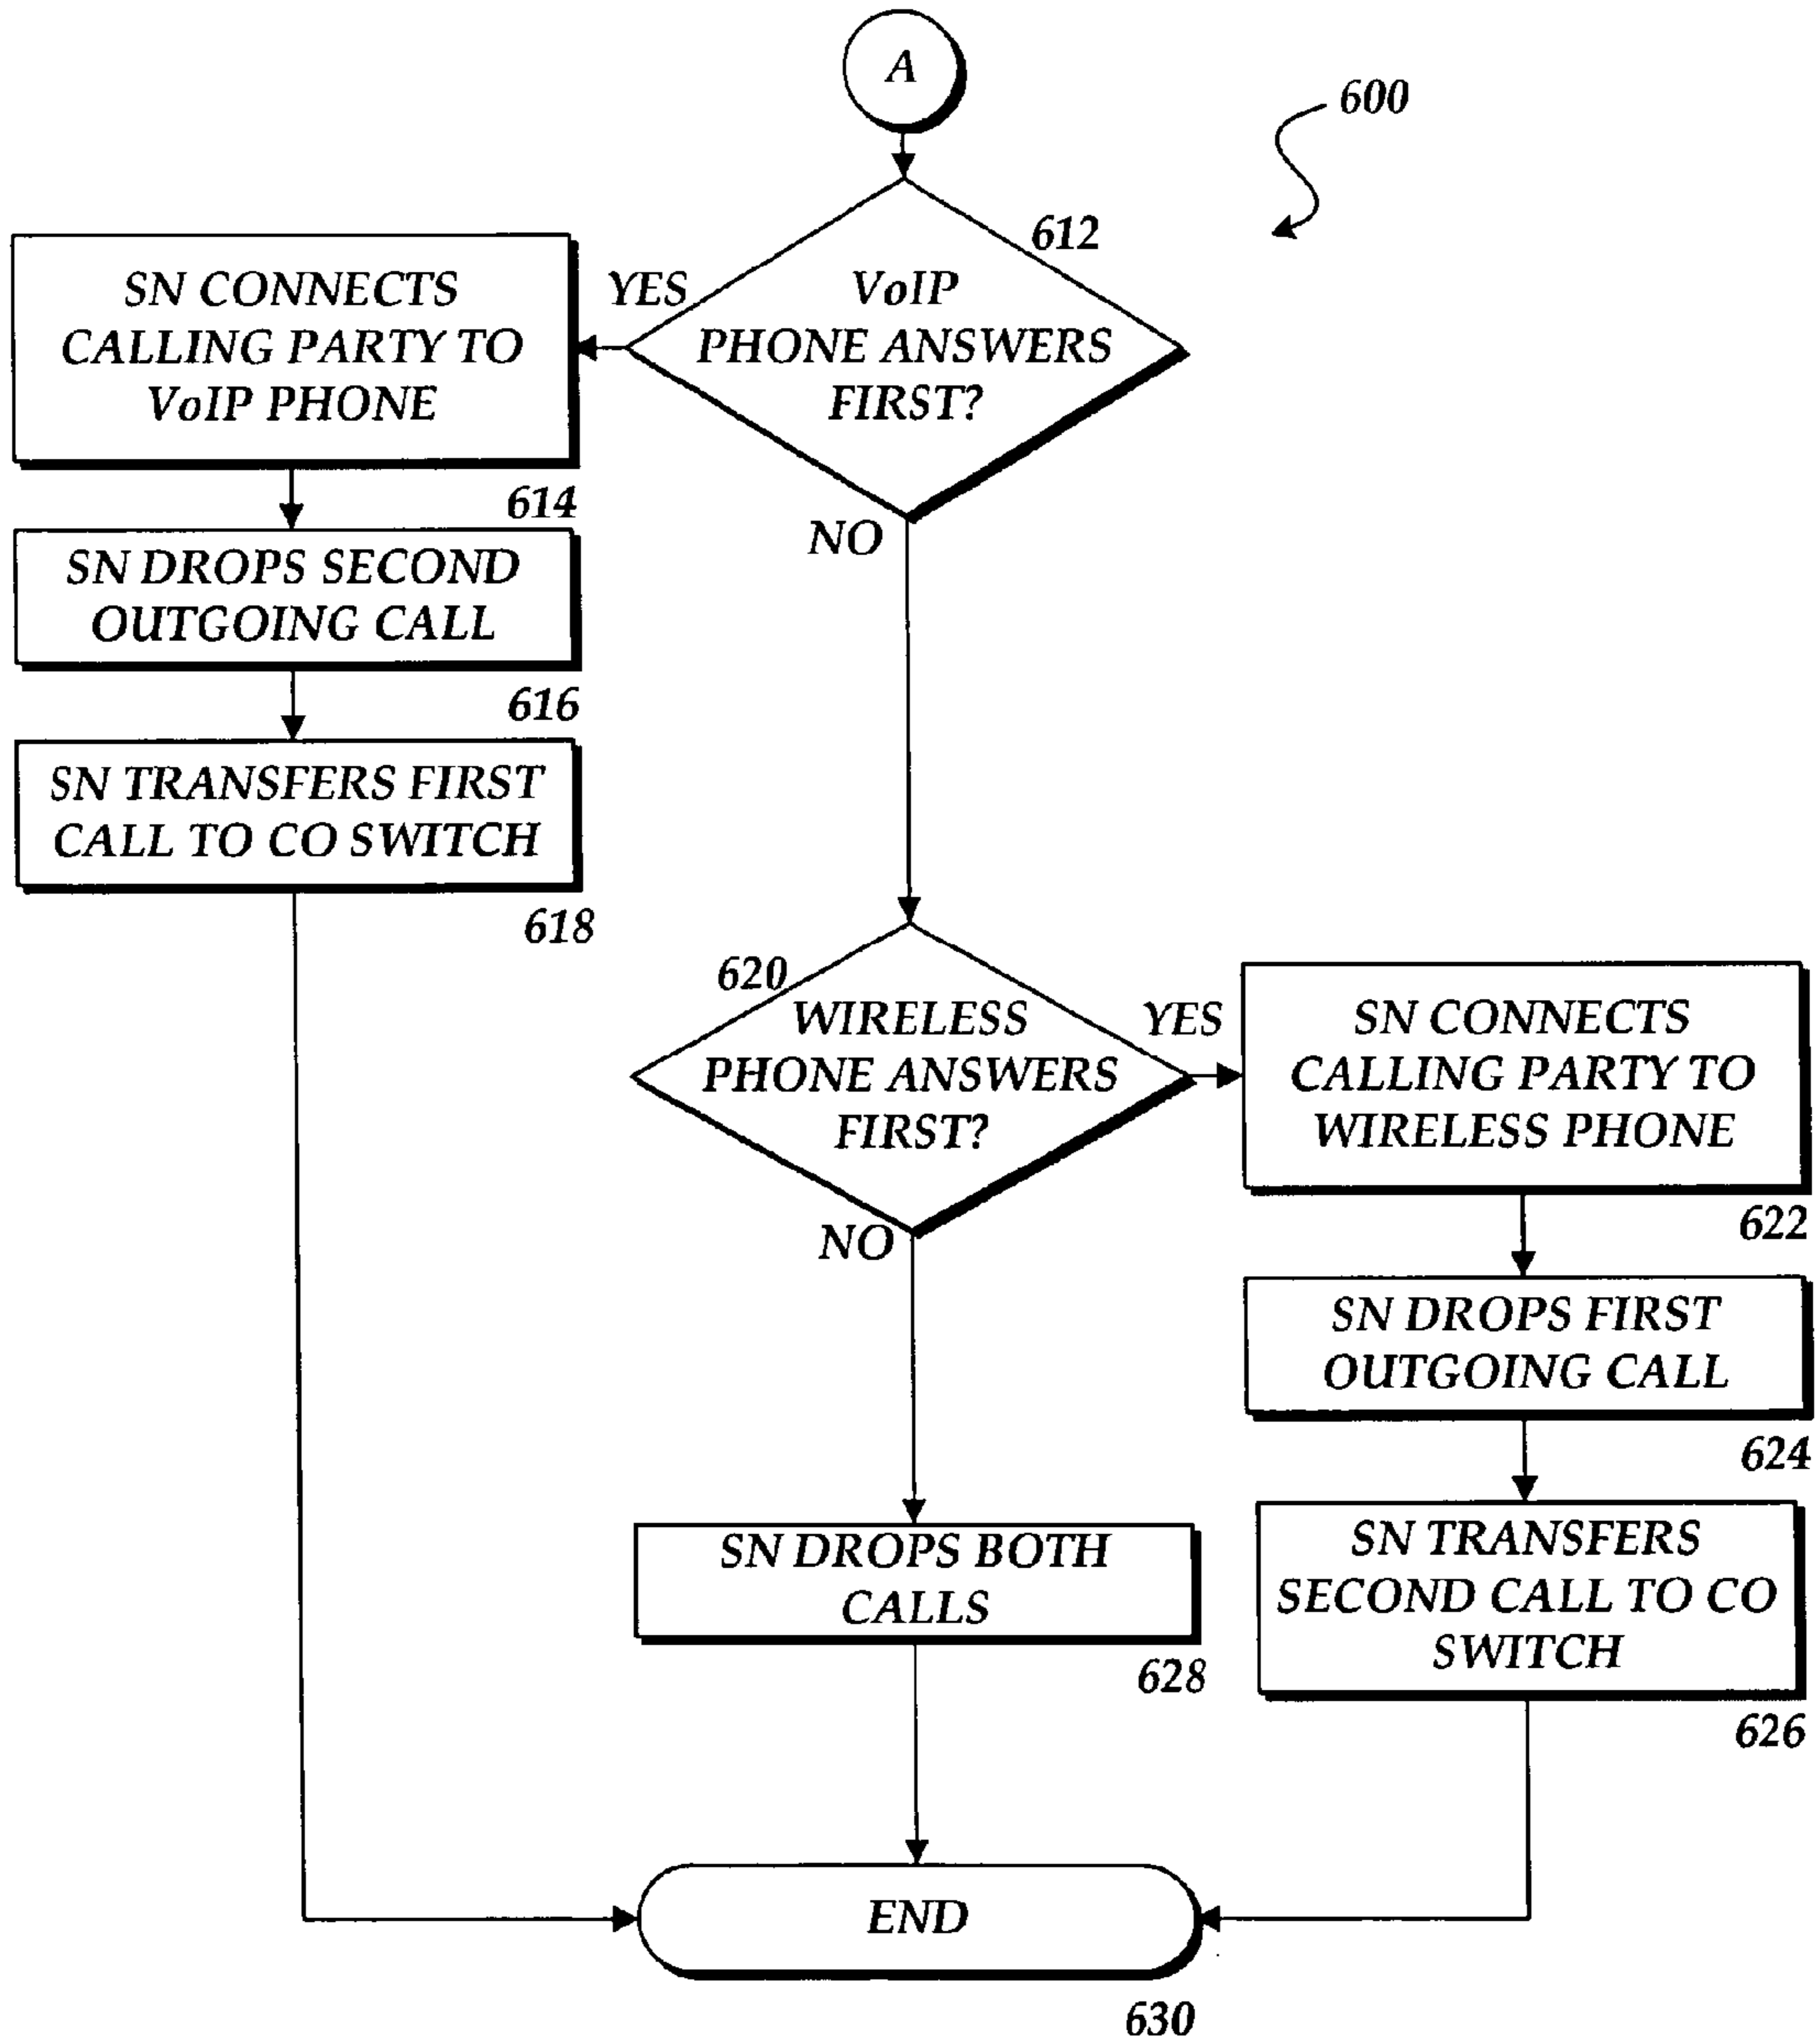 A
600
612
VoIP
PHONE ANSWERS
FIRST?
YES
NO
SN CONNECTS
CALLING PARTY TO
VoIP PHONE
614
SN DROPS SECOND
OUTGOING CALL
616
SN TRANSFERS FIRST
CALL TO CO SWITCH
618
620
WIRELESS
PHONE ANSWERS
FIRST?
YES
NO
SN CONNECTS
CALLING PARTY TO
WIRELESS PHONE
622
SN DROPS FIRST
OUTGOING CALL
624
SN TRANSFERS
SECOND CALL TO CO
SWITCH
626
SN DROPS BOTH
CALLS
628
END
630